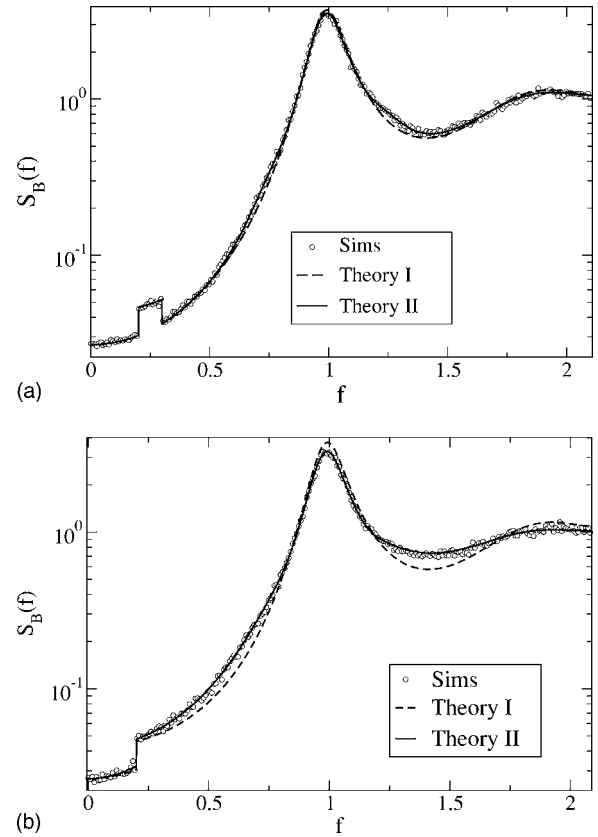 10^0
S_B(f)
10^-1
Sims
Theory I
Theory II
0
0.5
1
1.5
2
(a)
f
10^0
S_B(f)
10^-1
Sims
Theory I
Theory II
0
0.5
1
1.5
2
(b)
f